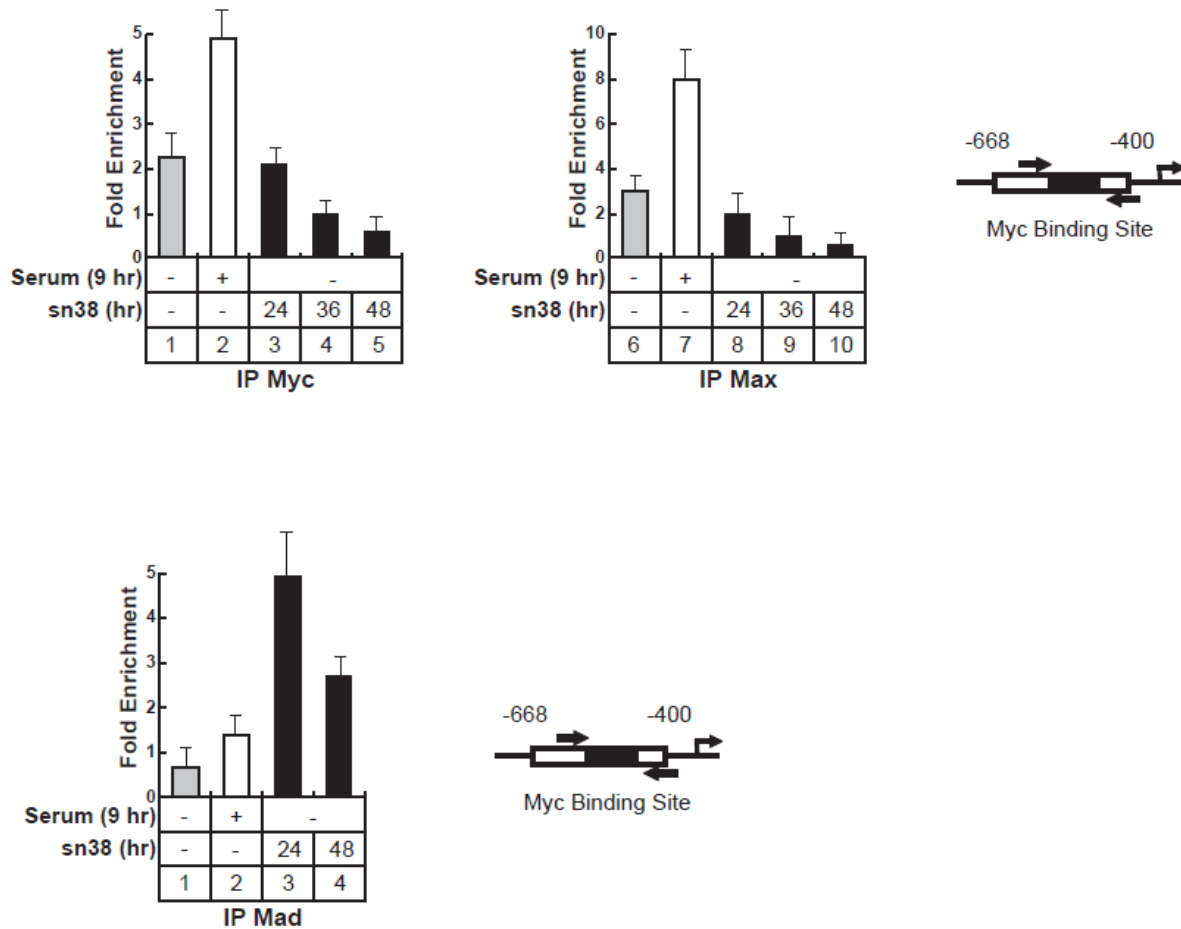 Fold Enrichment
5
4
3
2
1
0
Serum (9 hr) - + -
sn38 (hr) - - 24 36 48
1 2 3 4 5
IP Myc
Fold Enrichment
10
8
6
4
2
0
Serum (9 hr) - + -
sn38 (hr) - - 24 36 48
6 7 8 9 10
IP Max
-668 -400
Myc Binding Site
Fold Enrichment
5
4
3
2
1
0
Serum (9 hr) - + -
sn38 (hr) - - 24 48
1 2 3 4
IP Mad
-668 -400
Myc Binding Site